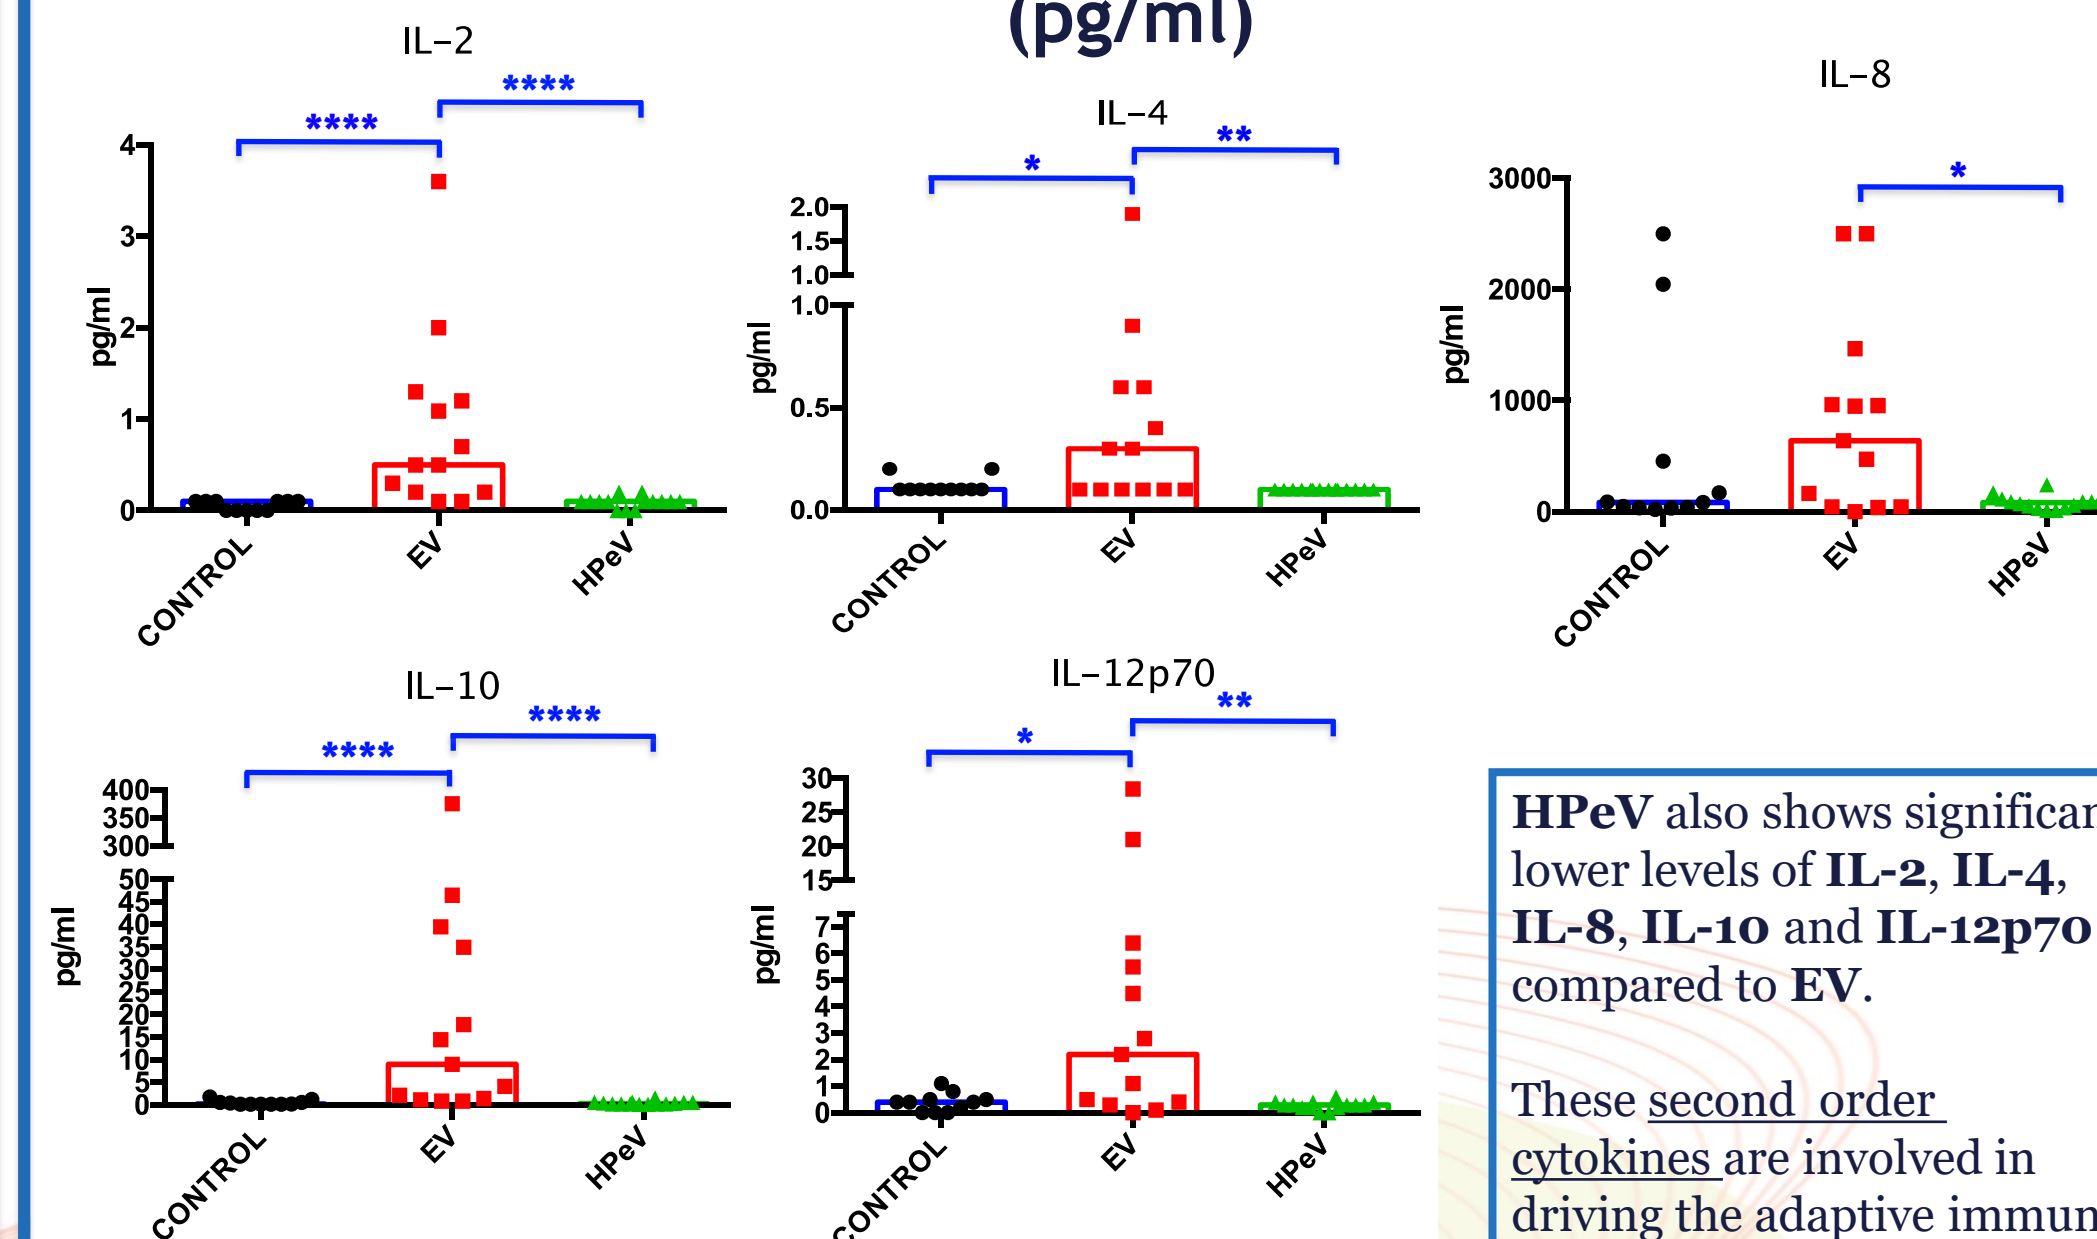 (pg/ml)
IL-2
****
****
4
3
2
1
0
pg/ml
CONTROL
EV
HPeV
IL-4
*
**
2.0
1.5
1.0
1.0
0.5
0.0
pg/ml
CONTROL
EV
HPeV
IL-8
*
3000
2000
1000
0
pg/ml
CONTROL
EV
HPeV
IL-10
****
****
400
350
300
50
45
40
35
30
25
20
15
10
5
0
pg/ml
CONTROL
EV
HPeV
IL-12p70
*
**
30
25
20
15
7
6
5
4
3
2
1
0
pg/ml
CONTROL
EV
HPeV
HPeV also shows significan
lower levels of IL-2, IL-4,
IL-8, IL-10 and IL-12p70
compared to EV.
These second order
cytokines are involved in
driving the adaptive immun